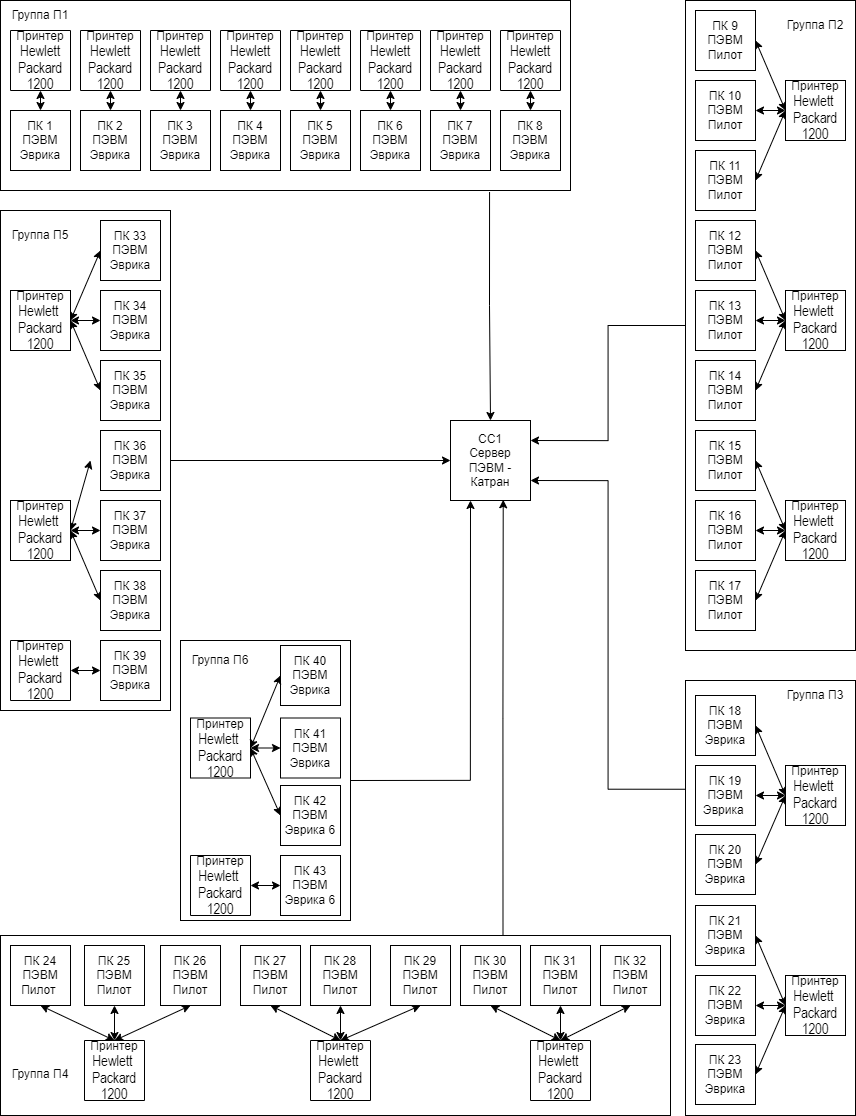 Группа П1
Принтер
Hewlett
Packard
1200
Принтер
Hewlett
Packard
1200
Принтер
Hewlett
Packard
1200
Принтер
Hewlett
Packard
1200
Принтер
Hewlett
Packard
1200
Принтер
Hewlett
Packard
1200
Принтер
Hewlett
Packard
1200
Принтер
Hewlett
Packard
1200
ПК 1
ПЭВМ
Эврика
ПК 2
ПЭВМ
Эврика
ПК 3
ПЭВМ
Эврика
ПК 4
ПЭВМ
Эврика
ПК 5
ПЭВМ
Эврика
ПК 6
ПЭВМ
Эврика
ПК 7
ПЭВМ
Эврика
ПК 8
ПЭВМ
Эврика
Группа П2
ПК 9
ПЭВМ
Пилот
ПК 10
ПЭВМ
Пилот
ПК 11
ПЭВМ
Пилот
Принтер
Hewlett
Packard
1200
ПК 12
ПЭВМ
Пилот
ПК 13
ПЭВМ
Пилот
ПК 14
ПЭВМ
Пилот
Принтер
Hewlett
Packard
1200
ПК 15
ПЭВМ
Пилот
ПК 16
ПЭВМ
Пилот
ПК 17
ПЭВМ
Пилот
Принтер
Hewlett
Packard
1200
Группа П5
ПК 33
ПЭВМ
Эврика
Принтер
Hewlett
Packard
1200
ПК 34
ПЭВМ
Эврика
ПК 35
ПЭВМ
Эврика
ПК 36
ПЭВМ
Эврика
Принтер
Hewlett
Packard
1200
ПК 37
ПЭВМ
Эврика
ПК 38
ПЭВМ
Эврика
Принтер
Hewlett
Packard
1200
ПК 39
ПЭВМ
Эврика
СС1
Сервер
ПЭВМ -
Катран
Группа П6
ПК 40
ПЭВМ
Эврика
Принтер
Hewlett
Packard
1200
ПК 41
ПЭВМ
Эврика
ПК 42
ПЭВМ
Эврика 6
Принтер
Hewlett
Packard
1200
ПК 43
ПЭВМ
Эврика 6
Группа П3
ПК 18
ПЭВМ
Эврика
ПК 19
ПЭВМ
Эврика
Принтер
Hewlett
Packard
1200
ПК 20
ПЭВМ
Эврика
ПК 21
ПЭВМ
Эврика
ПК 22
ПЭВМ
Эврика
Принтер
Hewlett
Packard
1200
ПК 23
ПЭВМ
Эврика
ПК 24
ПЭВМ
Пилот
ПК 25
ПЭВМ
Пилот
ПК 26
ПЭВМ
Пилот
ПК 27
ПЭВМ
Пилот
ПК 28
ПЭВМ
Пилот
ПК 29
ПЭВМ
Пилот
ПК 30
ПЭВМ
Пилот
ПК 31
ПЭВМ
Пилот
ПК 32
ПЭВМ
Пилот
Группа П4
Принтер
Hewlett
Packard
1200
Принтер
Hewlett
Packard
1200
Принтер
Hewlett
Packard
1200